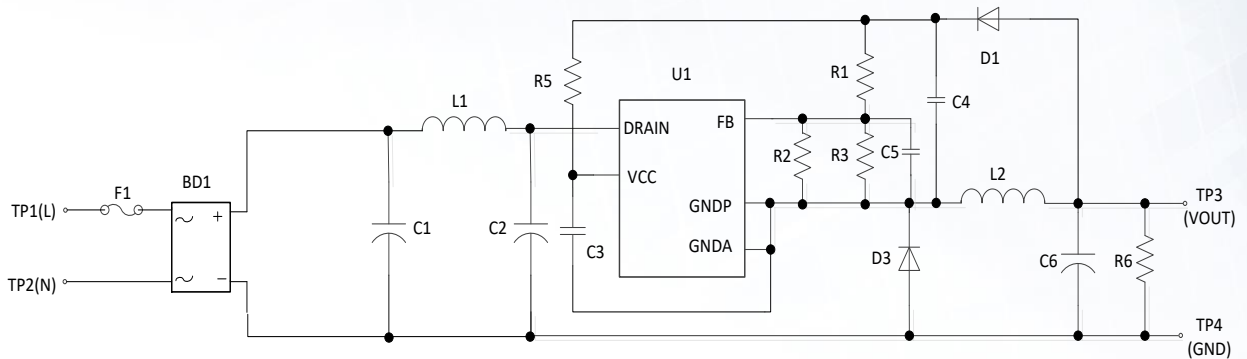 R5
U1
R1
D1
L1
C4
DRAIN
FB
R2
R3
C5
BD1
VCC
L2
F1
TP1(L)
+
GNDP
TP3
(VOUT)
C1
C2
C3
GNDA
D3
C6
R6
TP2(N)
−
TP4
(GND)